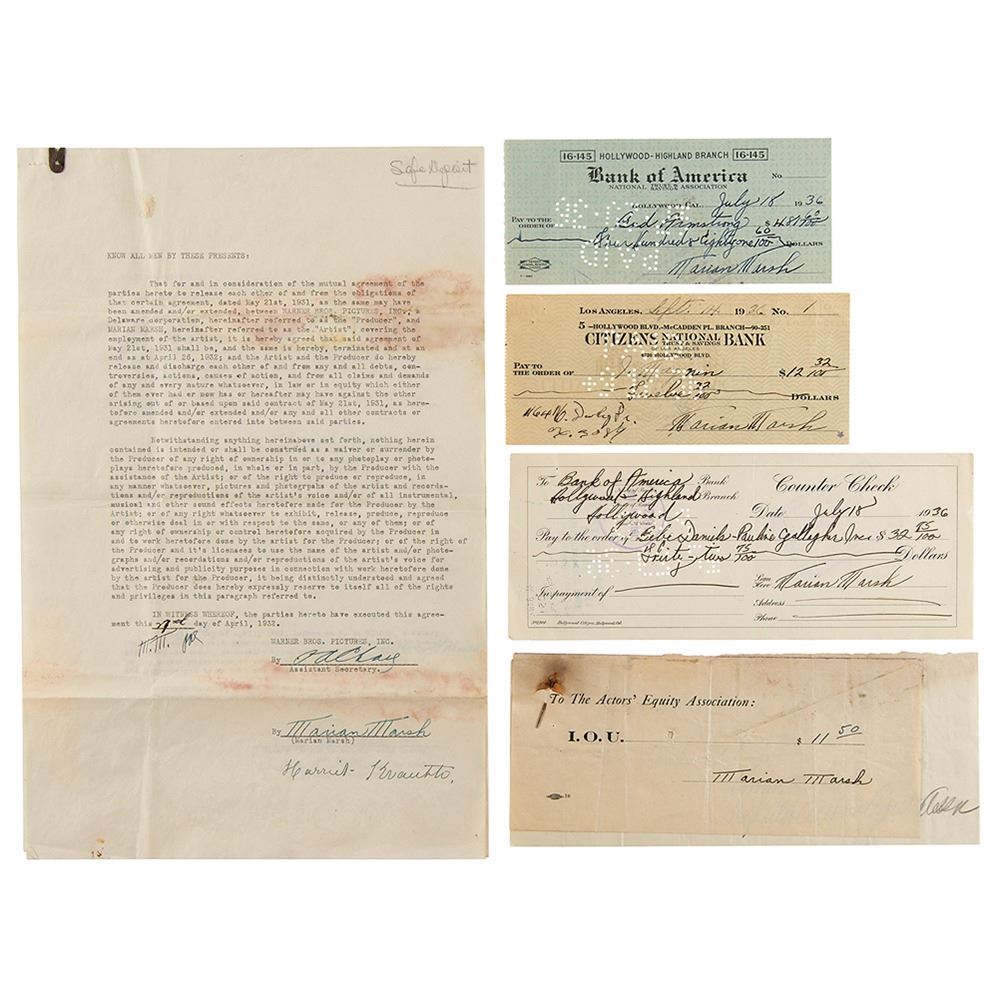 Safe Deposit
KNOW ALL MEN BY THESE PRESENTS:
That for and in consideration of the mutual agreement of the
parties hereto to release each other of and from the obligations of
that certain agreement, dated May 21st, 1931, as the same may have
been amended and/or extended, between WARNER BROS. PICTURES, INC., a
Delaware corporation, hereinafter referred to as the "Producer", and
MARIAN MARSH, hereinafter referred to as the "Artist", covering the
employment of the artist, it is hereby agreed that said agreement of
May 21st, 1931 shall be, and the same is hereby, terminated and at an
end as at April 26, 1932; and the Artist and the Producer do hereby
release and discharge each other of and from any and all debts, con-
troversies, actions, causes of action, and from all claims and demands
of any and every nature whatsoever, in law or in equity which either
of them ever had or now has or hereafter may have against the other
arising out of or based upon said contract of May 21st, 1931, as here-
tofore amended and/or extended and/or any and all other contracts or
agreements heretofore entered into between said parties.
Notwithstanding anything hereinabove set forth, nothing herein
contained is intended or shall be construed as a waiver or surrender by
the Producer of any right of ownership in or to any photoplay or photo-
plays heretofore produced, in whole or in part, by the Producer with the
assistance of the Artist; or of the right to produce or reproduce, in
any manner whatsoever, pictures and photogrpahs of the artist and recorda-
tions and/or reproductions of the artist's voice and/or of all instrumental,
musical and other sound effects heretofore made for the Producer by the
Artist; or of any right whatsoever to exhibit, release, produce, reproduce
or otherwise deal in or with respect to the same, or any of them; or of
any right of ownership or control heretofore acquired by the Producer in
and to work heretofore done by the artist for the Producer; or of the right of
the Producer and it's licenses to use the name of the artist and/or photo-
graphs and/or recordations and/or reproductions of the artist's voice for
advertising and publicity purposes in connection with work heretofore done
by the artist for the Producer, it being distinctly understood and agreed
that the Producer does hereby expressly reserve to itself all of the rights
and privileges in this paragraph referred to.
IN WITNESS WHEREOF, the parties hereto have executed this agree-
ment this day of April, 1932.
M.M.
WARNER BROS. PICTURES, INC.
By
Assistant Secretary.
By Marian Marsh
(Marian Marsh)
Harriet
16-145 HOLLYWOOD-HIGHLAND BRANCH 16-145
Bank of America No
NATIONAL TRUST & SAVINGS ASSOCIATION
HOLLYWOOD CAL. July 18 1936
PAY TO THE
ORDER OF Armstrong $481
Four hundred & Eighty one 60/100 DOLLARS
Marian Marsh
LOS ANGELES, Sept. 14 1936 No. 1
5 -HOLLYWOOD BLVD.-McCADDEN PL. BRANCH-90-251
CITIZENS NATIONAL BANK
TRUST & SAVINGS
HOLLYWOOD BLVD.
PAY TO
THE ORDER OF $12 32/100
Twelve 32/100 DOLLARS
Marian Marsh
To Bank of America Bank
Hollywood - Highland Branch
Hollywood
Counter Check
Date July 18 1936
Pay to the order of Bebe Daniels-Pauline Gallagher Inc. $32 75/100
Thirty-two 75/100 Dollars
In payment of
Sign
Here Marian Marsh
Address
Phone
Hollywood Citizen, Hollywood, Cal.
To The Actors' Equity Association:
I.O.U. $ 11 50
Marian Marsh